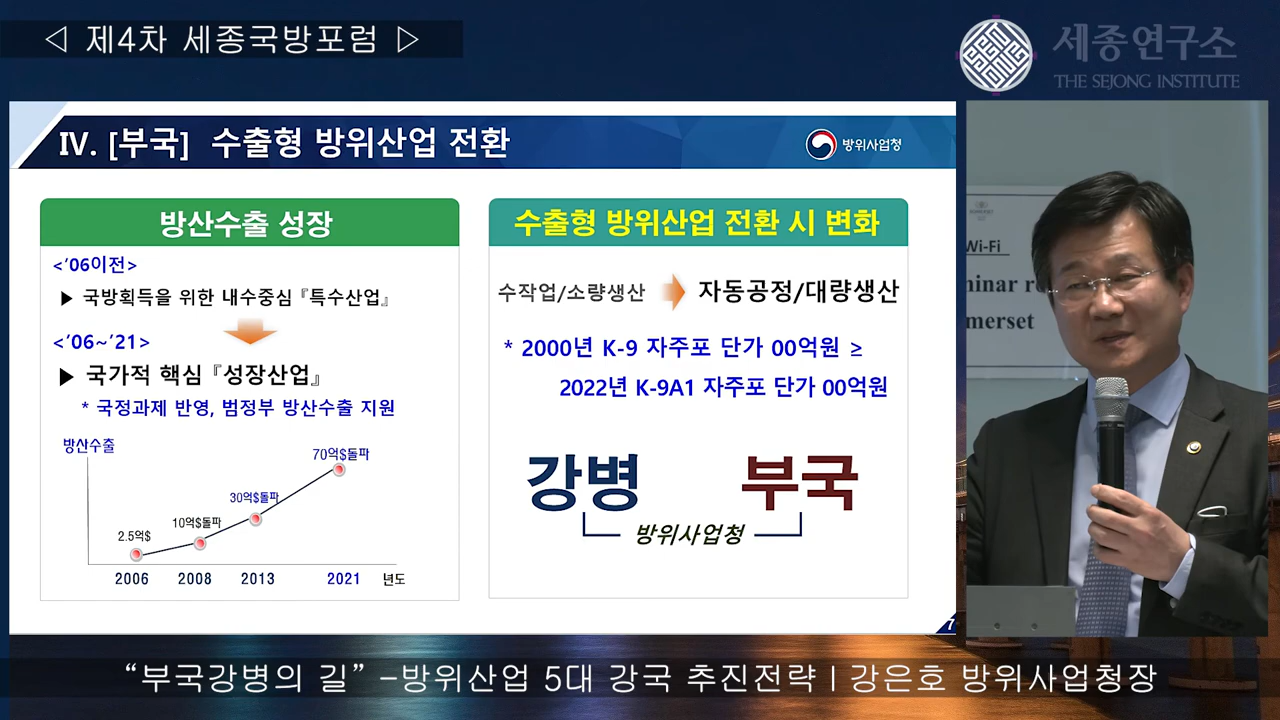 ◁ 제4차 세종국방포럼 ▷
세종연구소
THE SEJONG INSTITUTE
Ⅳ. [부국] 수출형 방위산업 전환
방위사업청
방산수출 성장
<’06이전>
▶ 국방획득을 위한 내수중심 『특수산업』
<’06~’21>
▶ 국가적 핵심 『성장산업』
* 국정과제 반영, 범정부 방산수출 지원
방산수출
70억$돌파
30억$돌파
10억$돌파
2.5억$
2006 2008 2013 2021 년도
수출형 방위산업 전환 시 변화
수작업/소량생산 자동공정/대량생산
* 2000년 K-9 자주포 단가 00억원 ≥
2022년 K-9A1 자주포 단가 00억원
강병 부국
방위사업청
7
Wi-Fi
merset
“부국강병의 길” -방위산업 5대 강국 추진전략 | 강은호 방위사업청장